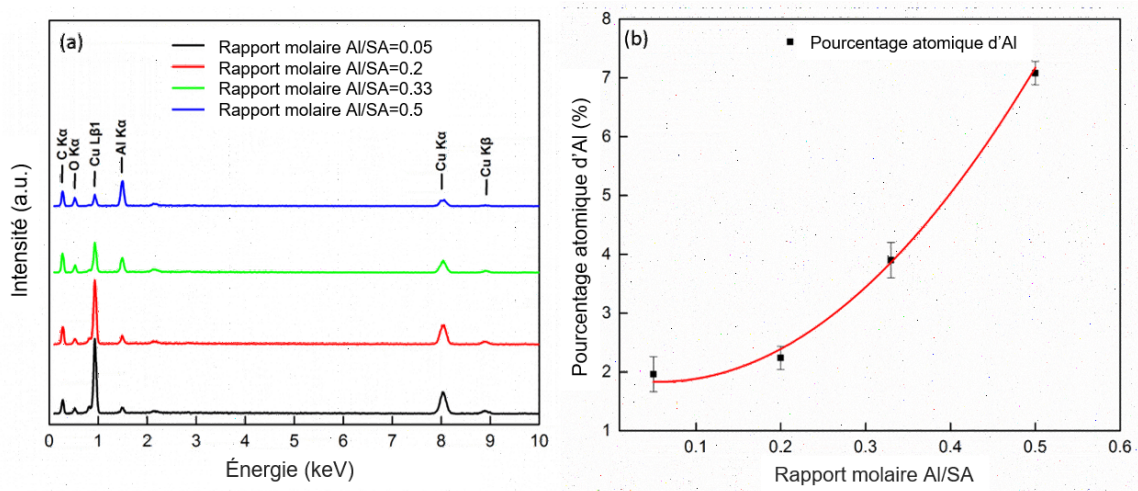 (a)
Rapport molaire Al/SA=0.05
Rapport molaire Al/SA=0.2
Rapport molaire Al/SA=0.33
Rapport molaire Al/SA=0.5
C Kα
O Kα
Cu Lβ1
Al Kα
Cu Kα
Cu Kβ
Intensité (a.u.)
0 1 2 3 4 5 6 7 8 9 10
Énergie (keV)
(b)
Pourcentage atomique d’Al
8
7
6
5
4
3
2
1
Pourcentage atomique d’Al (%)
0.1 0.2 0.3 0.4 0.5 0.6
Rapport molaire Al/SA